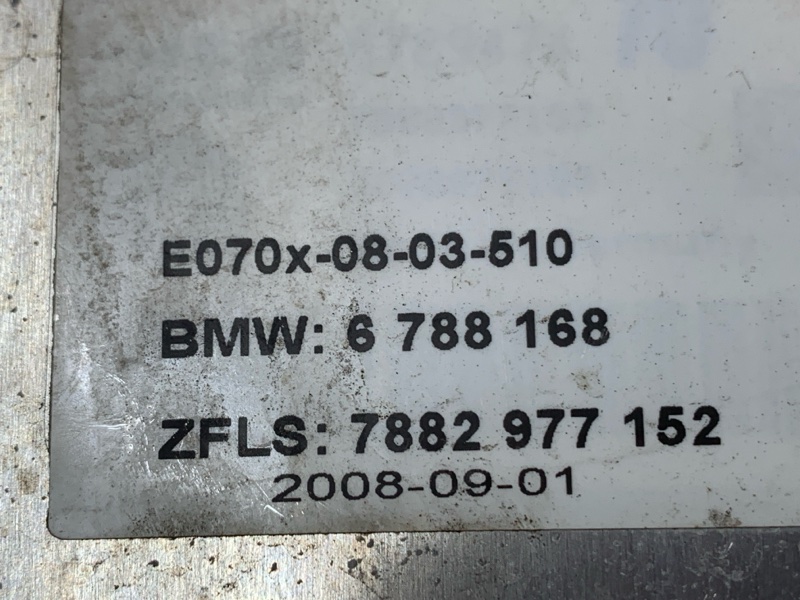 E070x-08-03-510
BMW: 6 788 168
ZFLS: 7882 977 152
2008-09-01